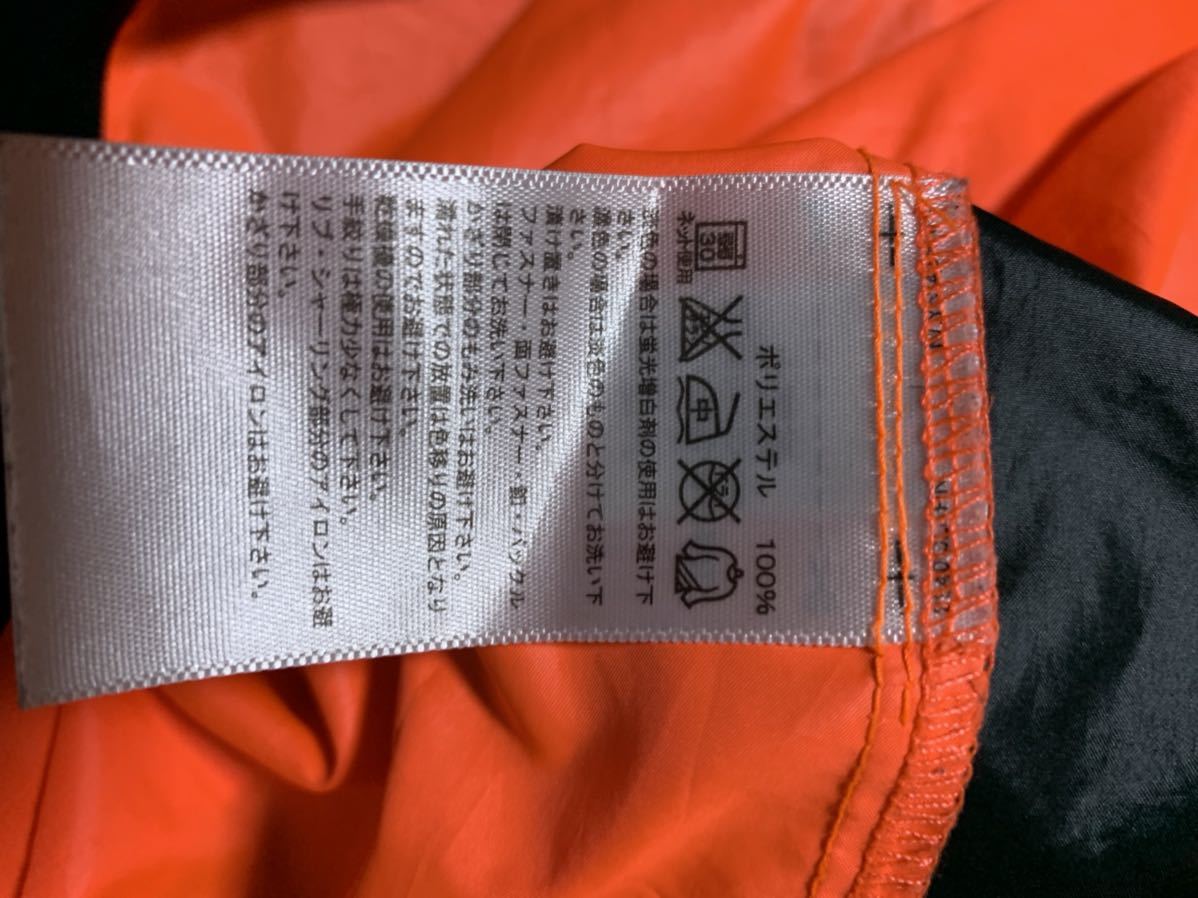 ポリエステル 100%
弱
30
ネット使用
中
淡色の場合は蛍光増白剤の使用はお避け下
さい。
濃色の場合は淡色のものと分けてお洗い下
さい。
漬け置きはお避け下さい。
ファスナー・面ファスナー・釦・バックル
は閉じてお洗い下さい。
かざり部分のもみ洗いはお避け下さい。
濡れた状態での放置は色移りの原因となり
ますのでお避け下さい。
乾燥機の使用はお避け下さい。
手絞りは極力少なくして下さい。
リブ・シャーリング部分のアイロンはお避
け下さい。
かざり部分のアイロンはお避け下さい。